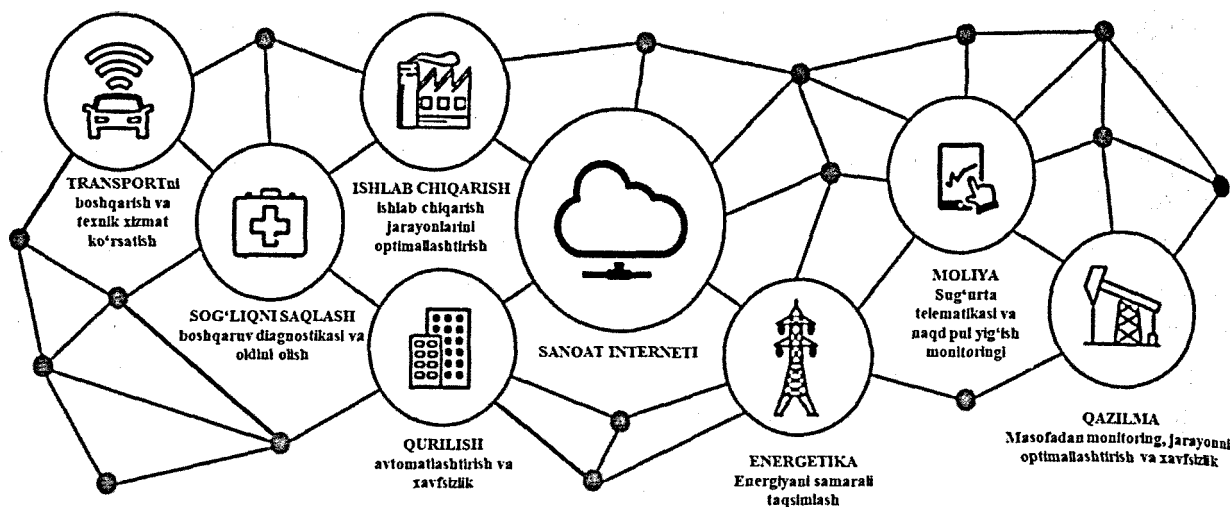 TRANSPORTni
boshqarish va
texnik xizmat
ko‘rsatish
SOG‘LIQNI SAQLASH
boshqaruv diagnostikasi va
oldini olish
ISHLAB CHIQARISH
ishlab chiqarish
jarayonlarini
optimallashtirish
QURILISH
avtomatlashtirish va
xavfsizlik
SANOAT INTERNETI
ENERGETIKA
Energiyani samarali
taqsimlash
MOLIYA
Sug‘urta
telematikasi va
naqd pul yig‘ish
monitoringi
QAZILMA
Masofadan monitoring, jarayonni
optimallashtirish va xavfsizlik